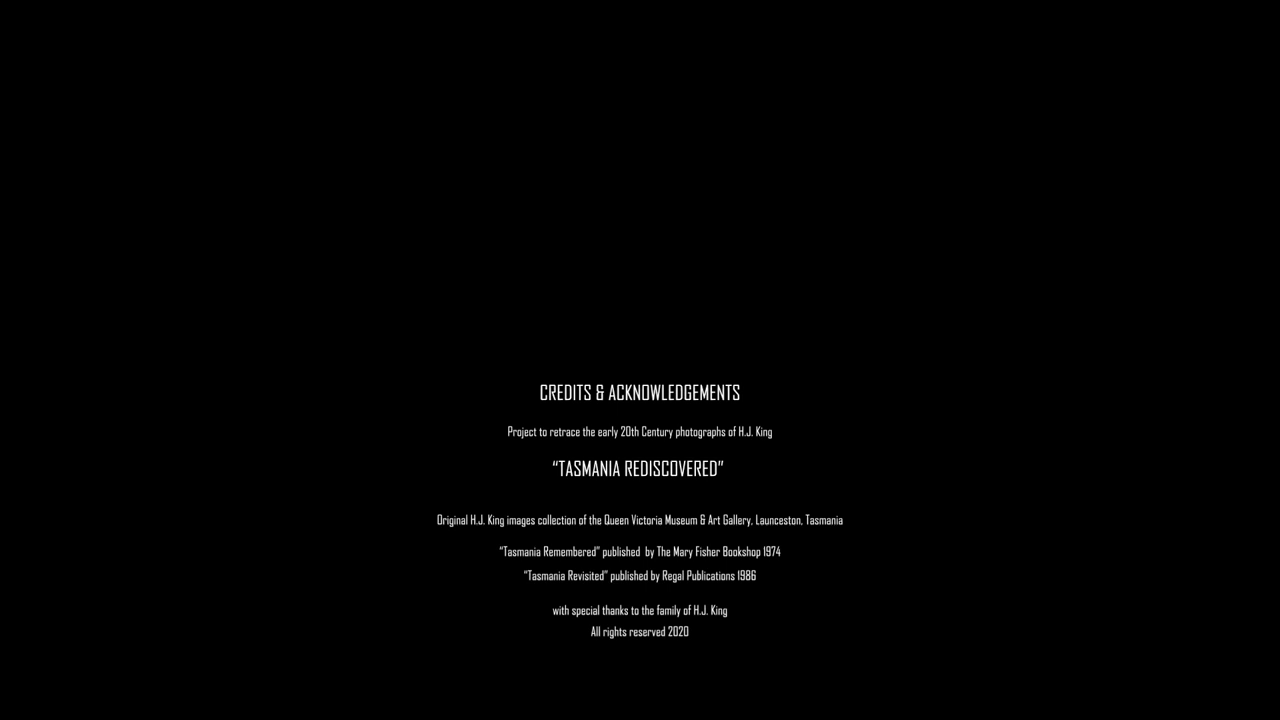 CREDITS & ACKNOWLEDGEMENTS
Project to retrace the early 20th Century photographs of H.J. King
“TASMANIA REDISCOVERED”
Original H.J. King images collection of the Queen Victoria Museum & Art Gallery, Launceston, Tasmania
“Tasmania Remembered” published  by The Mary Fisher Bookshop 1974
“Tasmania Revisited” published by Regal Publications 1986
with special thanks to the family of H.J. King
All rights reserved 2020